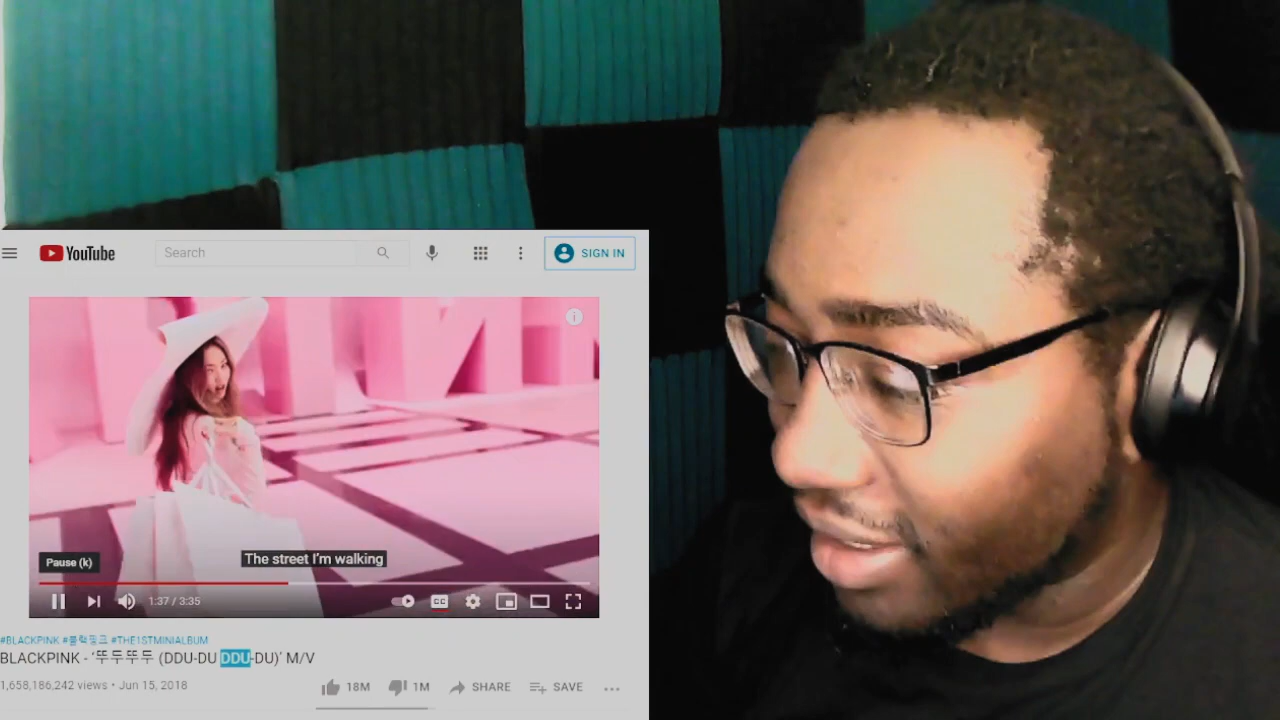 YouTube
Search
SIGN IN
The street I'm walking
Pause (k)
1:37 / 3:35
CC
#BLACKPINK #블랙핑크 #THE1STMINIALBUM
BLACKPINK - ‘뚜두뚜두 (DDU-DU DDU-DU)’ M/V
1,658,186,242 views • Jun 15, 2018
18M
1M
SHARE
SAVE